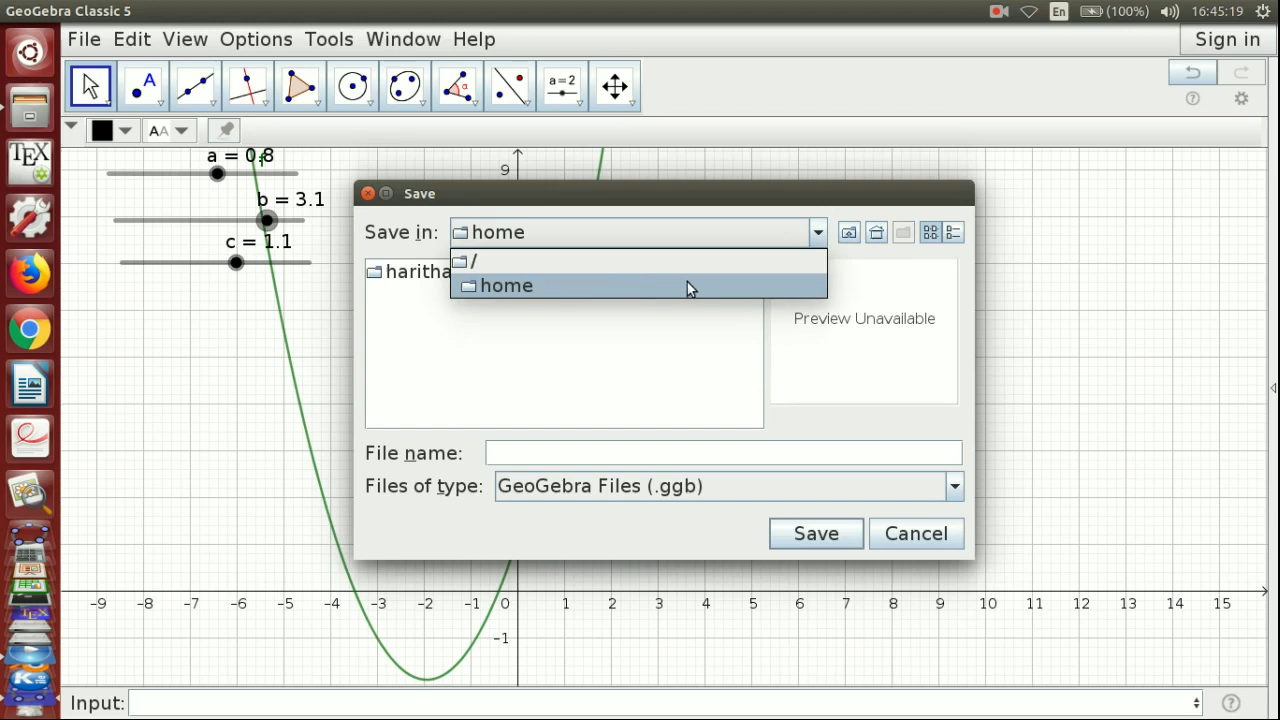 GeoGebra Classic 5
En
(100%)
16:45:19
File Edit View Options Tools Window Help
Sign in
A
α
a=2
AA
TEX
a = 0.8
f
b = 3.1
c = 1.1
9
Save
Save in: home
/
home
haritha
Preview Unavailable
File name:
Files of type: GeoGebra Files (.ggb)
Save Cancel
-9 -8 -7 -6 -5 -4 -3 -2 -1 0 1 2 3 4 5 6 7 8 9 10 11 12 13 14 15
-1
Input: